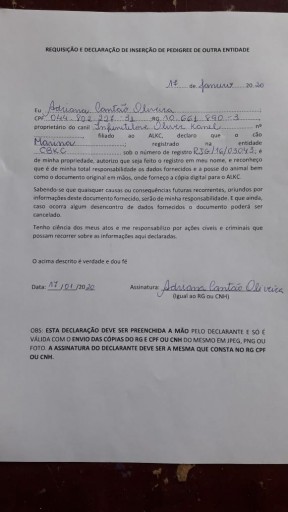 REQUISIÇÃO E DECLARAÇÃO DE INSERÇÃO DE PEDIGREE DE OUTRA ENTIDADE
17 de Janeiro 20 20
Eu Adriana Cantão Oliveira
CPF 044. 802 228 32 RG 10. 661 840 - 3
proprietário do canil Kanel nº
filiado ao ALKC, declaro que o cão
Marina registrado na entidade
CBKC sob o número de registro RSG/16/03043, é
de minha propriedade, autorizo que seja feito o registro em meu nome, e reconheço
que é de minha total responsabilidade os dados fornecidos e a posse do animal bem
como o documento original em mãos, onde forneço a cópia digital para o ALKC.
Sabendo-se que quaisquer causas ou consequências futuras recorrentes, oriundos por
informações deste documento fornecido, serão de minha responsabilidade. E que ainda,
caso ocorra algum desencontro de dados fornecidos o documento poderá ser
cancelado.
Tenho ciência dos meus atos e me responsabilizo por ações cíveis e criminais que
possam recorrer sobre as informações aqui declaradas.
O acima descrito é verdade e dou fé
Data: 17/01/2020 Assinatura: Adriana Cantão Oliveira
(Igual ao RG ou CNH)
OBS: ESTA DECLARAÇÃO DEVE SER PREENCHIDA A MÃO PELO DECLARANTE E SÓ É
VÁLIDA COM O ENVIO DAS CÓPIAS DO RG E CPF OU CNH DO MESMO EM JPEG, PNG OU
FOTO. A ASSINATURA DO DECLARANTE DEVE SER A MESMA QUE CONSTA NO RG CPF
OU CNH.